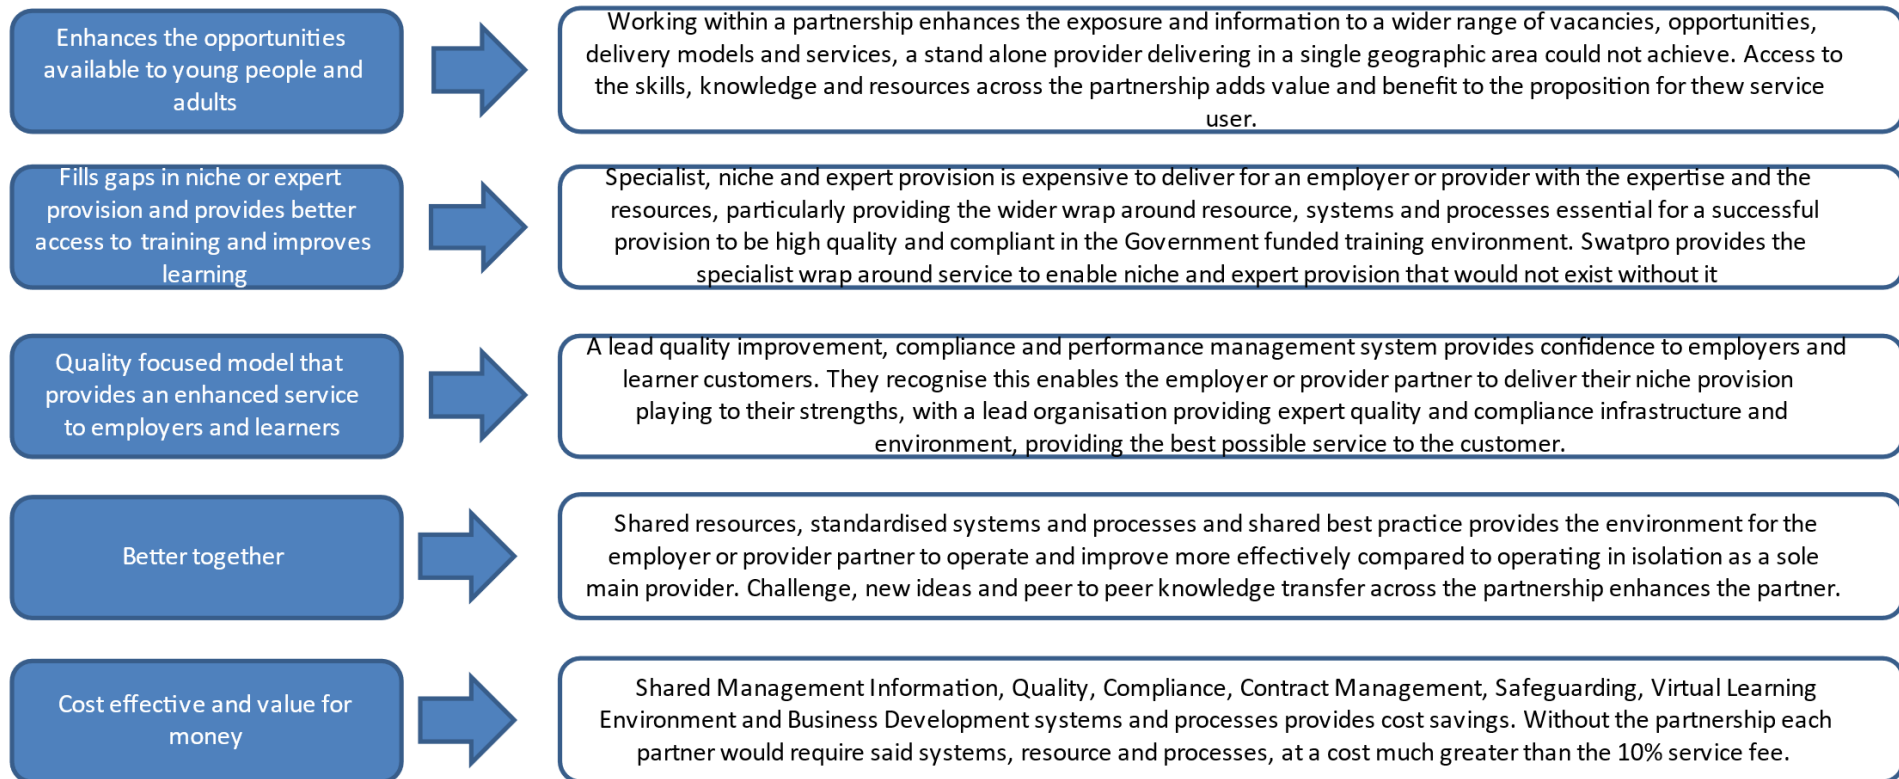 Enhances the opportunities
available to young people and
adults
Working within a partnership enhances the exposure and information to a wider range of vacancies, opportunities,
delivery models and services, a stand alone provider delivering in a single geographic area could not achieve. Access to
the skills, knowledge and resources across the partnership adds value and benefit to the proposition for thew service
user.
Fills gaps in niche or expert
provision and provides better
access to training and improves
learning
Specialist, niche and expert provision is expensive to deliver for an employer or provider with the expertise and the
resources, particularly providing the wider wrap around resource, systems and processes essential for a successful
provision to be high quality and compliant in the Government funded training environment. Swatpro provides the
specialist wrap around service to enable niche and expert provision that would not exist without it
Quality focused model that
provides an enhanced service
to employers and learners
A lead quality improvement, compliance and performance management system provides confidence to employers and
learner customers. They recognise this enables the employer or provider partner to deliver their niche provision
playing to their strengths, with a lead organisation providing expert quality and compliance infrastructure and
environment, providing the best possible service to the customer.
Better together
Shared resources, standardised systems and processes and shared best practice provides the environment for the
employer or provider partner to operate and improve more effectively compared to operating in isolation as a sole
main provider. Challenge, new ideas and peer to peer knowledge transfer across the partnership enhances the partner.
Cost effective and value for
money
Shared Management Information, Quality, Compliance, Contract Management, Safeguarding, Virtual Learning
Environment and Business Development systems and processes provides cost savings. Without the partnership each
partner would require said systems, resource and processes, at a cost much greater than the 10% service fee.